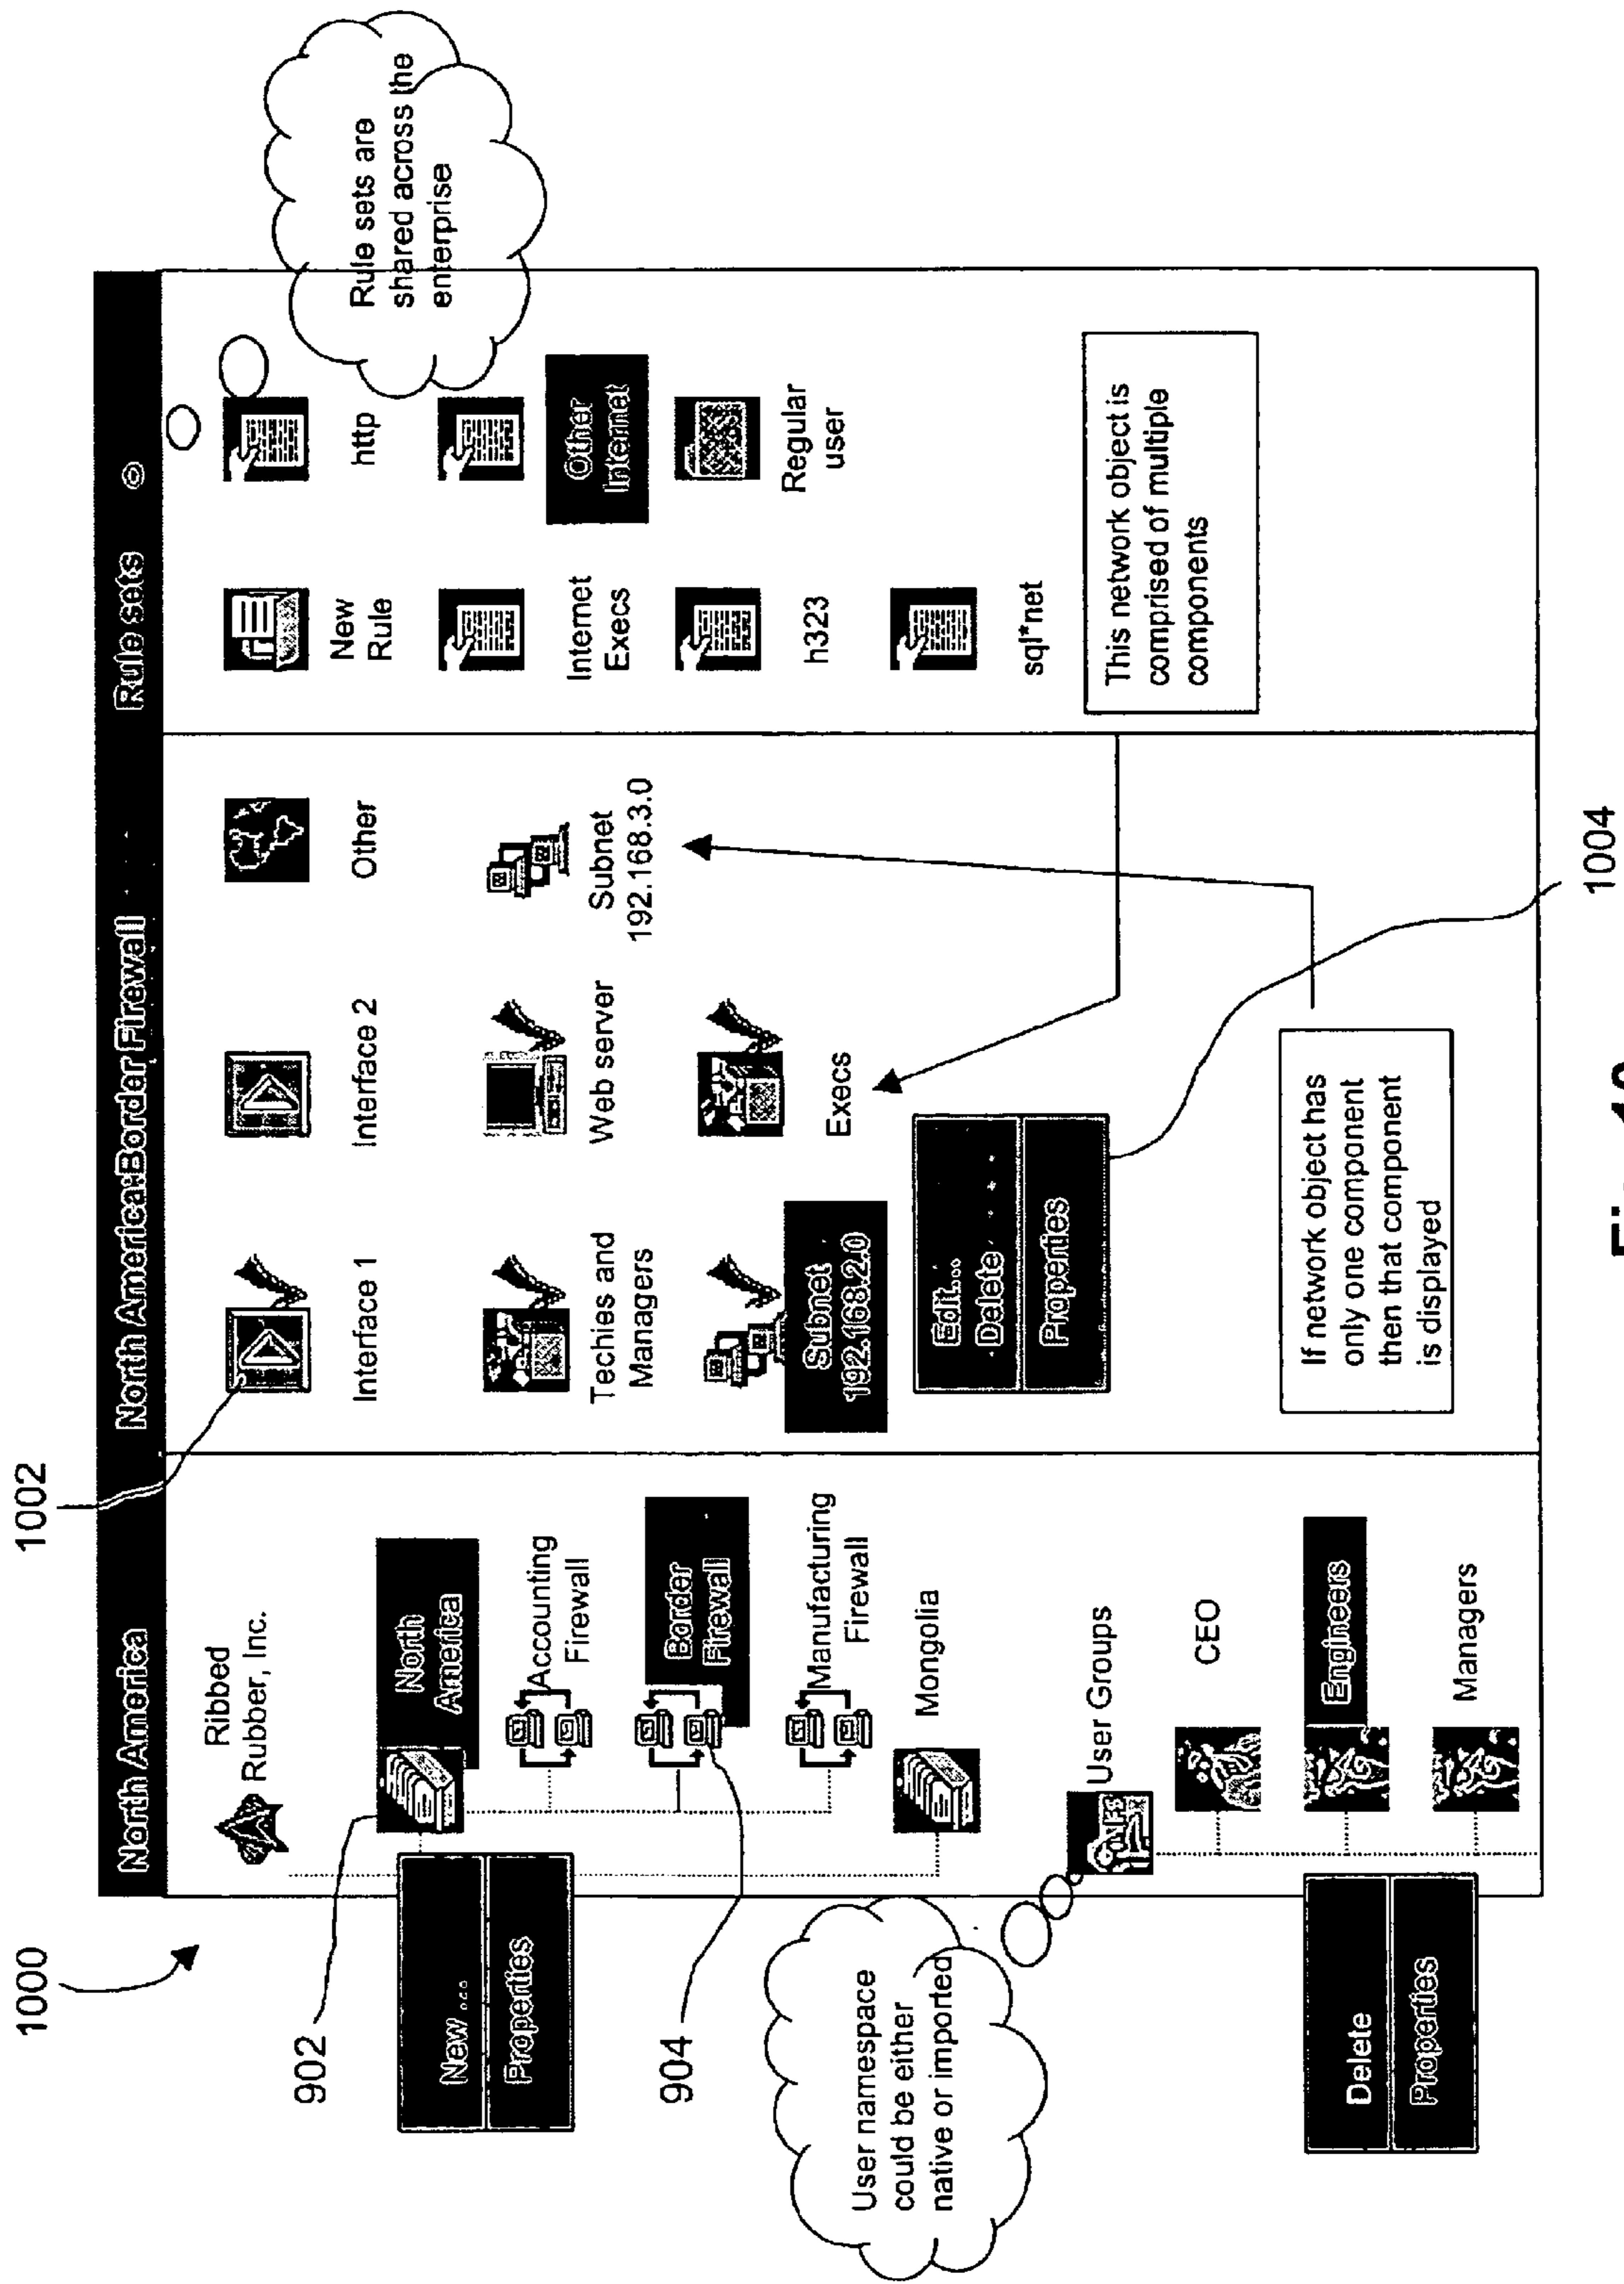 1000
1002
North America
North America:Border Firewall
Rule sets
Ribbed
Rubber, Inc.
902
New ...
Properties
North
America
Accounting
Firewall
904
Border
Firewall
Manufacturing
Firewall
Mongolia
User namespace
could be either
native or imported
User Groups
CEO
Engineers
Delete
Properties
Managers
Interface 1
Interface 2
Other
Techies and
Managers
Web server
Subnet
192.168.3.0
Subnet
192.168.2.0
Execs
Edit...
Delete
Properties
If network object has
only one component
then that component
is displayed
1004
New
Rule
http
Rule sets are
shared across the
enterprise
Internet
Execs
Other
Internet
h323
Regular
user
sql*net
This network object is
comprised of multiple
components